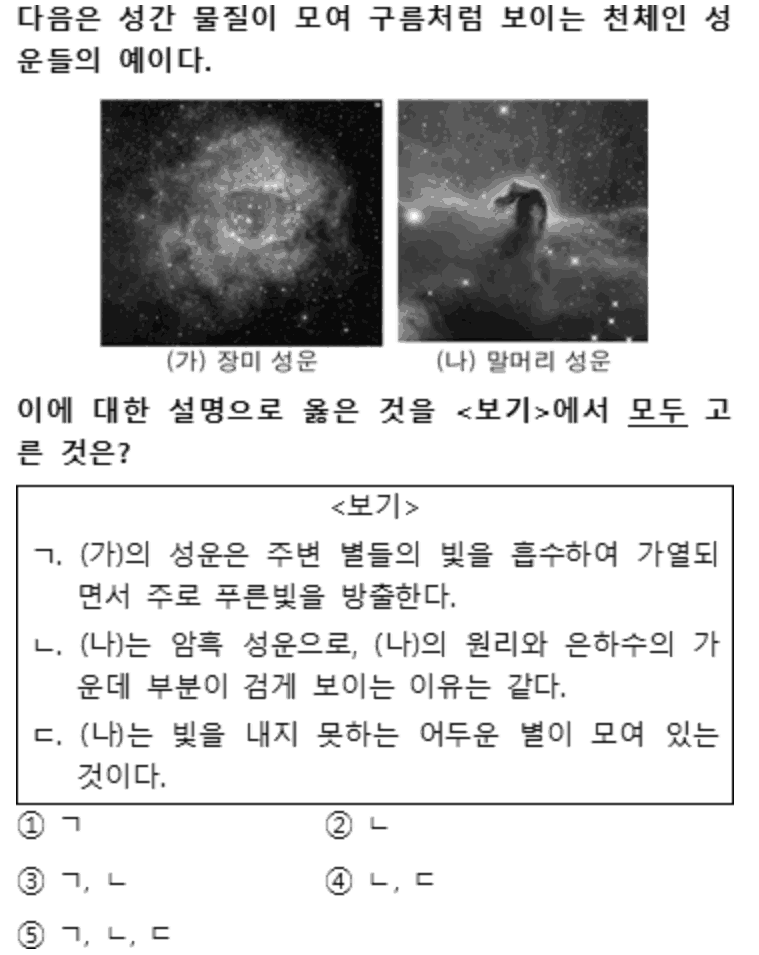 다음은 성간 물질이 모여 구름처럼 보이는 천체인 성
운들의 예이다.
(가) 장미 성운 (나) 말머리 성운
이에 대한 설명으로 옳은 것을 <보기>에서 모두 고
른 것은?
<보기>
ㄱ. (가)의 성운은 주변 별들의 빛을 흡수하여 가열되
면서 주로 푸른빛을 방출한다.
ㄴ. (나)는 암흑 성운으로, (나)의 원리와 은하수의 가
운데 부분이 검게 보이는 이유는 같다.
ㄷ. (나)는 빛을 내지 못하는 어두운 별이 모여 있는
것이다.
① ㄱ ② ㄴ
③ ㄱ, ㄴ ④ ㄴ, ㄷ
⑤ ㄱ, ㄴ, ㄷ